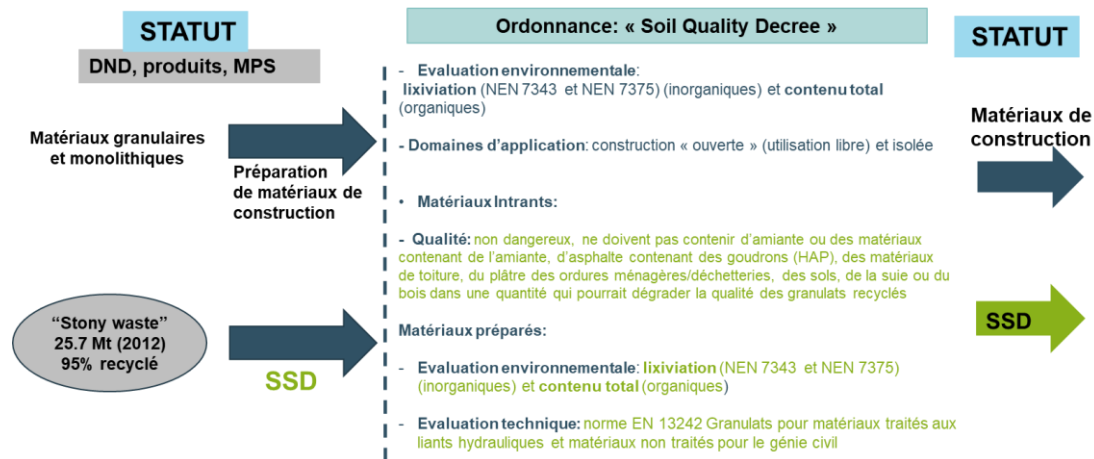 STATUT
DND, produits, MPS
Matériaux granulaires
et monolithiques
Préparation
de matériaux de
construction
"Stony waste"
25.7 Mt (2012)
95% recyclé
SSD
Ordonnance: « Soil Quality Decree »
- Evaluation environnementale:
lixiviation (NEN 7343 et NEN 7375) (inorganiques) et contenu total
(organiques)
- Domaines d'application: construction « ouverte » (utilisation libre) et isolée
• Matériaux Intrants:
- Qualité: non dangereux, ne doivent pas contenir d'amiante ou des matériaux
contenant de l'amiante, d'asphalte contenant des goudrons (HAP), des matériaux
de toiture, du plâtre des ordures ménagères/déchetteries, des sols, de la suie ou du
bois dans une quantité qui pourrait dégrader la qualité des granulats recyclés
Matériaux préparés:
- Evaluation environnementale: lixiviation (NEN 7343 et NEN 7375)
(inorganiques) et contenu total (organiques)
- Evaluation technique: norme EN 13242 Granulats pour matériaux traités aux
liants hydrauliques et matériaux non traités pour le génie civil
STATUT
Matériaux de
construction
SSD